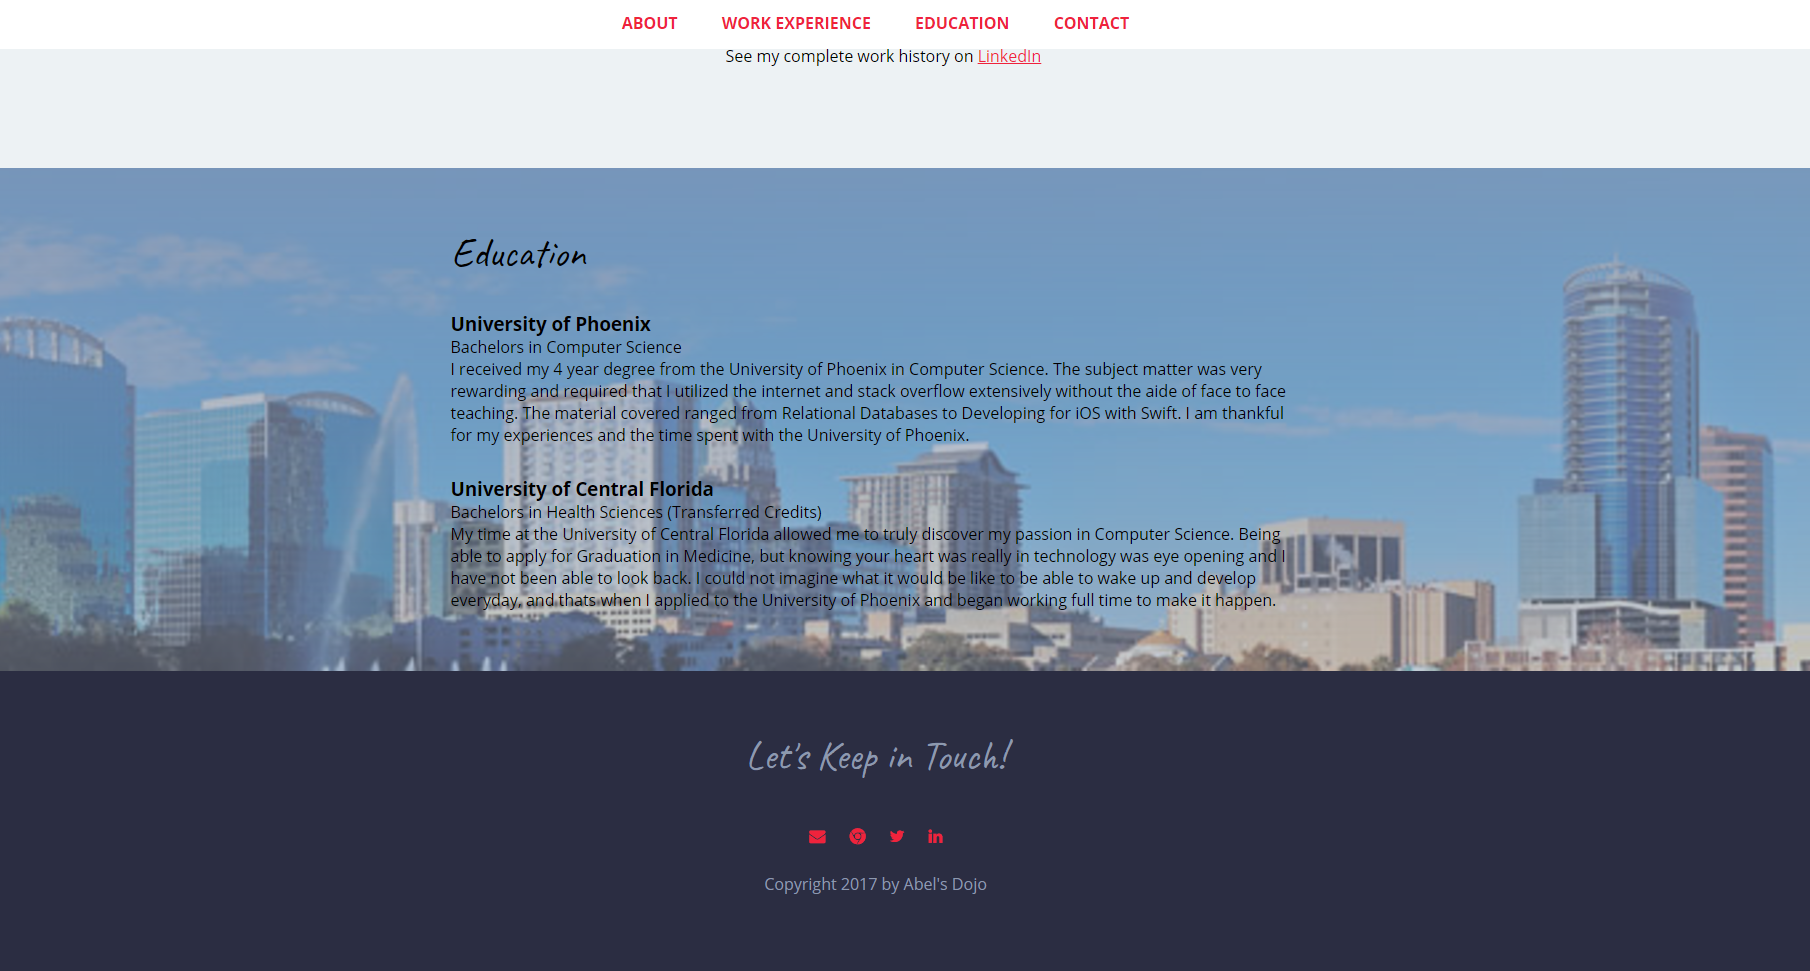 ABOUT WORK EXPERIENCE EDUCATION CONTACT
See my complete work history on LinkedIn
Education
University of Phoenix
Bachelors in Computer Science
I received my 4 year degree from the University of Phoenix in Computer Science. The subject matter was very
rewarding and required that I utilized the internet and stack overflow extensively without the aide of face to face
teaching. The material covered ranged from Relational Databases to Developing for iOS with Swift. I am thankful
for my experiences and the time spent with the University of Phoenix.
University of Central Florida
Bachelors in Health Sciences (Transferred Credits)
My time at the University of Central Florida allowed me to truly discover my passion in Computer Science. Being
able to apply for Graduation in Medicine, but knowing your heart was really in technology was eye opening and I
have not been able to look back. I could not imagine what it would be like to be able to wake up and develop
everyday, and thats when I applied to the University of Phoenix and began working full time to make it happen.
Let's Keep in Touch!
Copyright 2017 by Abel's Dojo